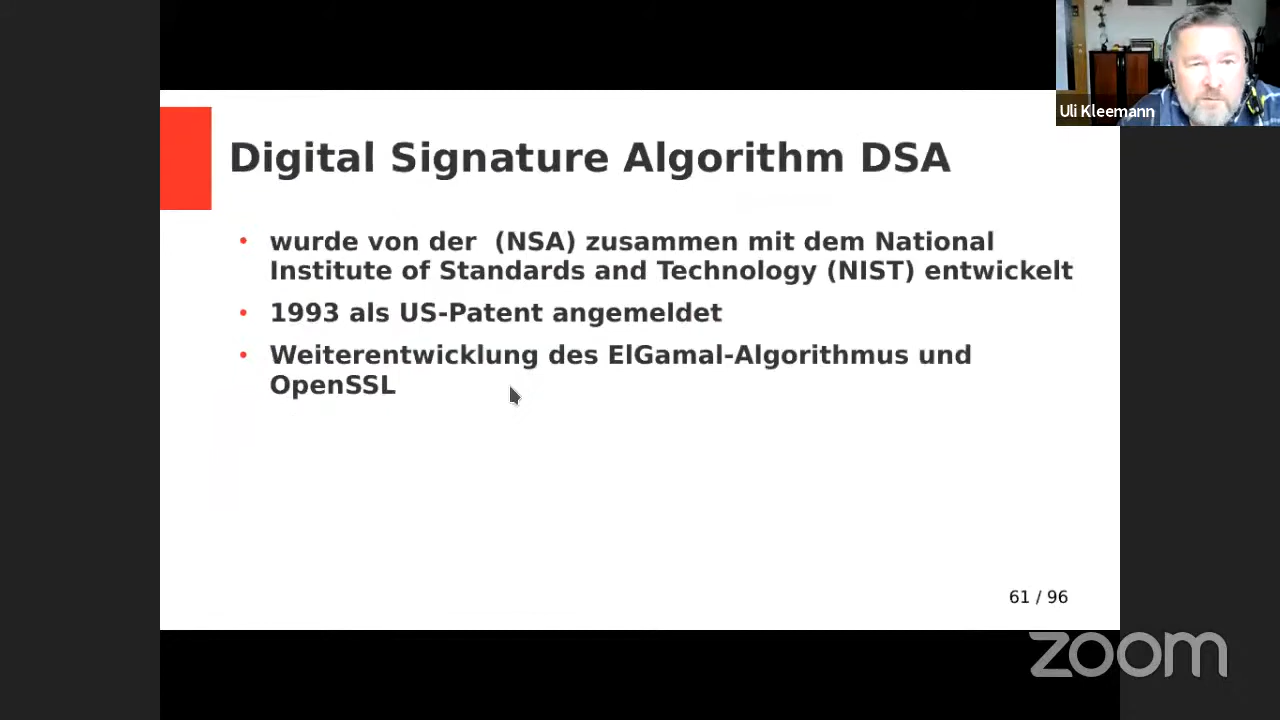 Uli Kleemann
Digital Signature Algorithm DSA
• wurde von der  (NSA) zusammen mit dem National
Institute of Standards and Technology (NIST) entwickelt
• 1993 als US-Patent angemeldet
• Weiterentwicklung des ElGamal-Algorithmus und
OpenSSL
61 / 96
zoom